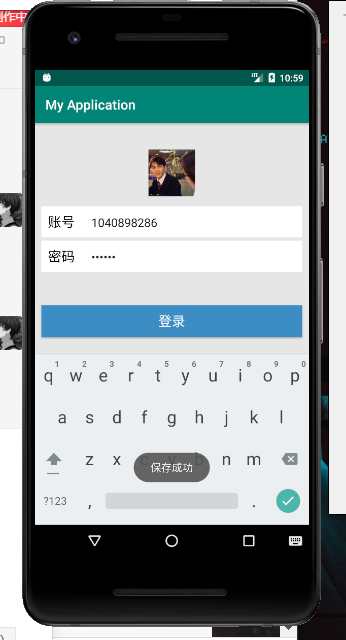 制作中
10:59
My Application
账号 1040898286
密码 ••••••
登录
1 2 3 4 5 6 7 8 9 0
q w e r t y u i o p
a s d f g h j k l
z x b n m
保存成功
?123 , .